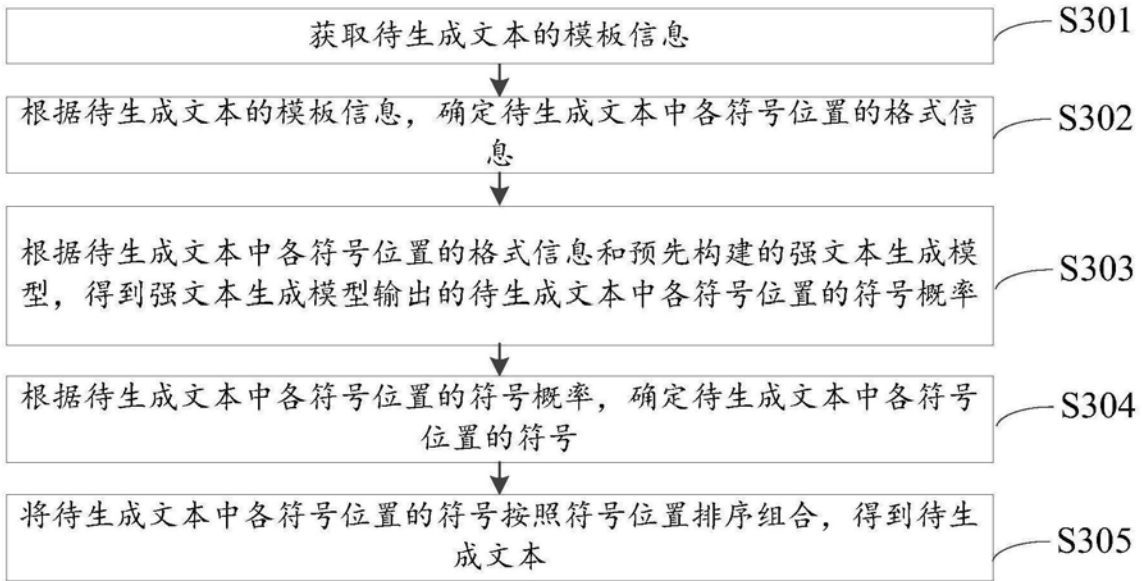 获取待生成文本的模板信息
S301
根据待生成文本的模板信息，确定待生成文本中各符号位置的格式信
息
S302
根据待生成文本中各符号位置的格式信息和预先构建的强文本生成模
型，得到强文本生成模型输出的待生成文本中各符号位置的符号概率
S303
根据待生成文本中各符号位置的符号概率，确定待生成文本中各符号
位置的符号
S304
将待生成文本中各符号位置的符号按照符号位置排序组合，得到待生
成文本
S305